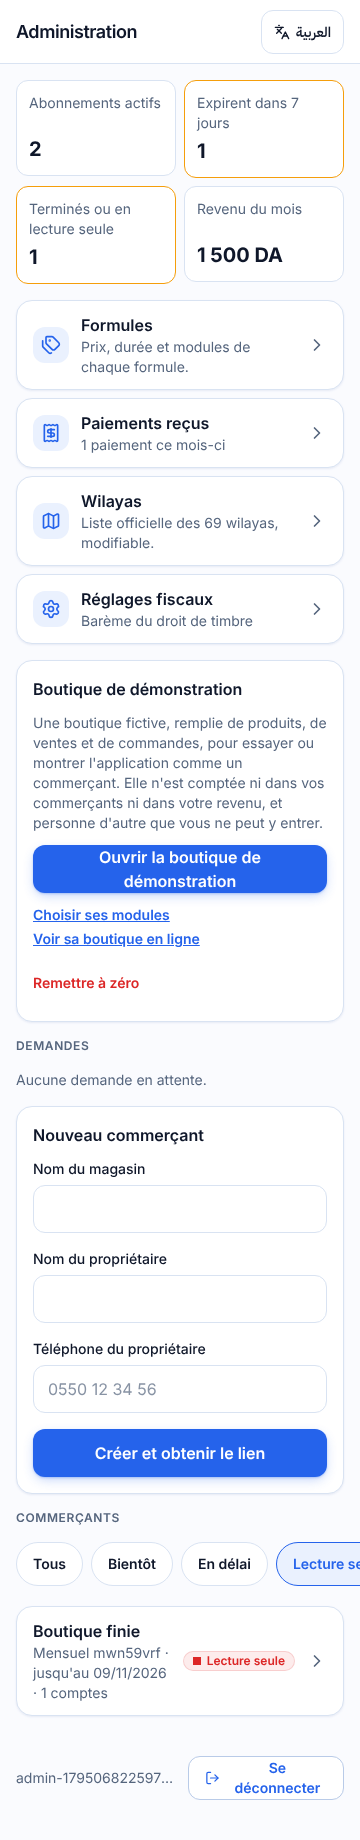 Administration
العربية
Abonnements actifs
2
Expirent dans 7
jours
1
Terminés ou en
lecture seule
1
Revenu du mois
1 500 DA
Formules
Prix, durée et modules de
chaque formule.
Paiements reçus
1 paiement ce mois-ci
Wilayas
Liste officielle des 69 wilayas,
modifiable.
Réglages fiscaux
Barème du droit de timbre
Boutique de démonstration
Une boutique fictive, remplie de produits, de
ventes et de commandes, pour essayer ou
montrer l'application comme un
commerçant. Elle n'est comptée ni dans vos
commerçants ni dans votre revenu, et
personne d'autre que vous ne peut y entrer.
Ouvrir la boutique de
démonstration
Choisir ses modules
Voir sa boutique en ligne
Remettre à zéro
DEMANDES
Aucune demande en attente.
Nouveau commerçant
Nom du magasin
Nom du propriétaire
Téléphone du propriétaire
0550 12 34 56
Créer et obtenir le lien
COMMERÇANTS
Tous
Bientôt
En délai
Lecture se
Boutique finie
Mensuel mwn59vrf ·
jusqu'au 09/11/2026
· 1 comptes
Lecture seule
admin-179506822597...
Se
déconnecter